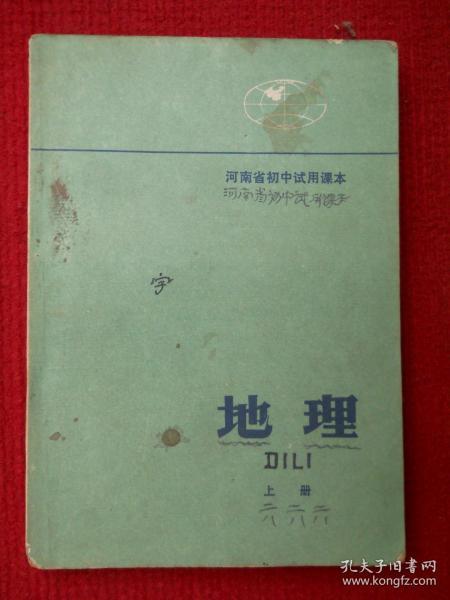 河南省初中试用课本
河南省初中试用课本
字
地理
DILI
上册
孔夫子旧书网
www.kongfz.com